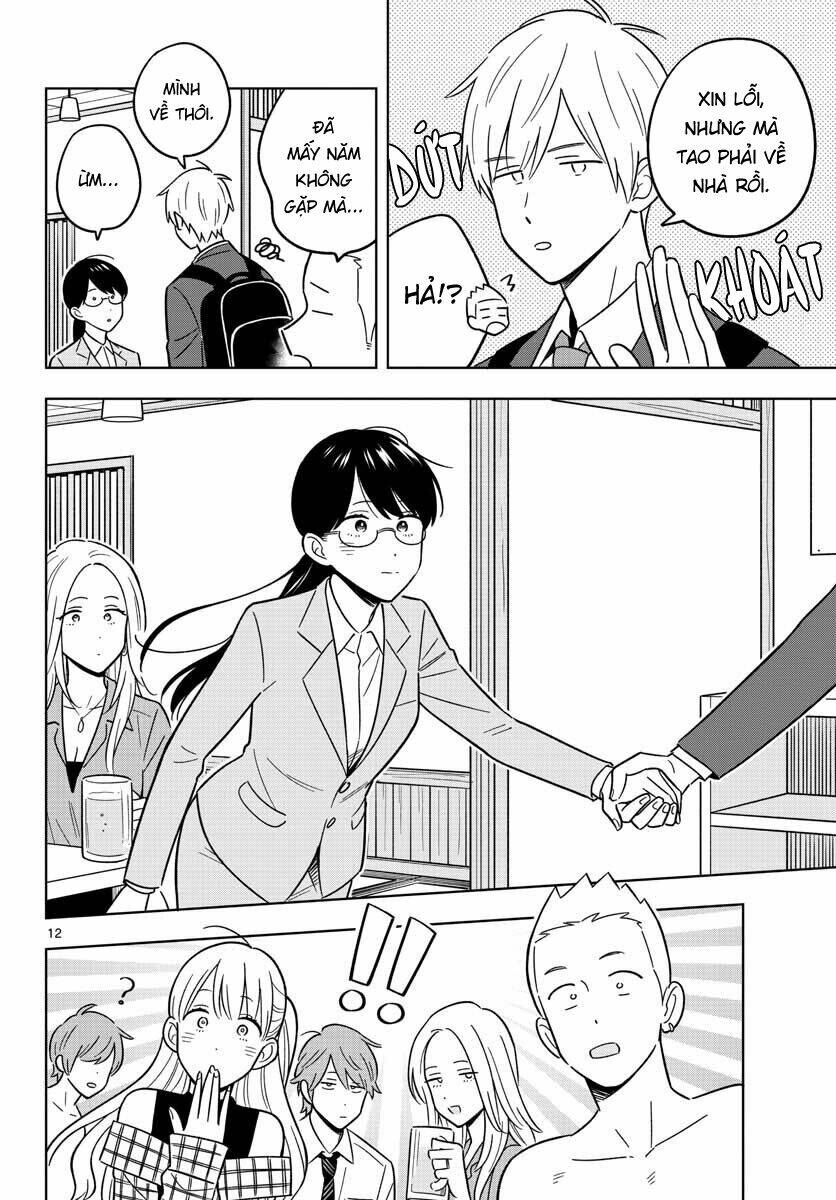 XIN LỖI,
NHƯNG MÀ
TAO PHẢI VỀ
NHÀ RỒI.
DỨT
KHOÁT
HẢ!?
ĐÃ
MẤY NĂM
KHÔNG
GẶP MÀ...
MÌNH
VỀ THÔI.
ỪM...
!!
?
12